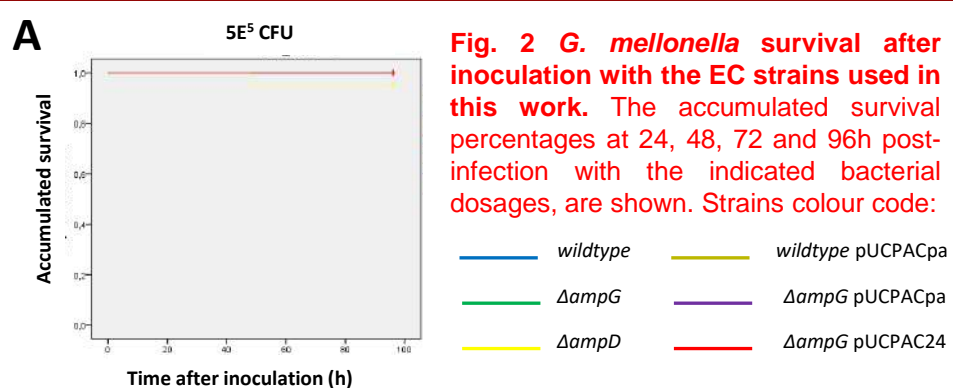 A
5E⁵ CFU
1,0
0,8
0,6
0,4
0,2
0,0
0 20 40 60 80 100
Accumulated survival
Time after inoculation (h)
Fig. 2 G. mellonella survival after
inoculation with the EC strains used in
this work. The accumulated survival
percentages at 24, 48, 72 and 96h post-
infection with the indicated bacterial
dosages, are shown. Strains colour code:
wildtype wildtype pUCPACpa
ΔampG ΔampG pUCPACpa
ΔampD ΔampG pUCPAC24